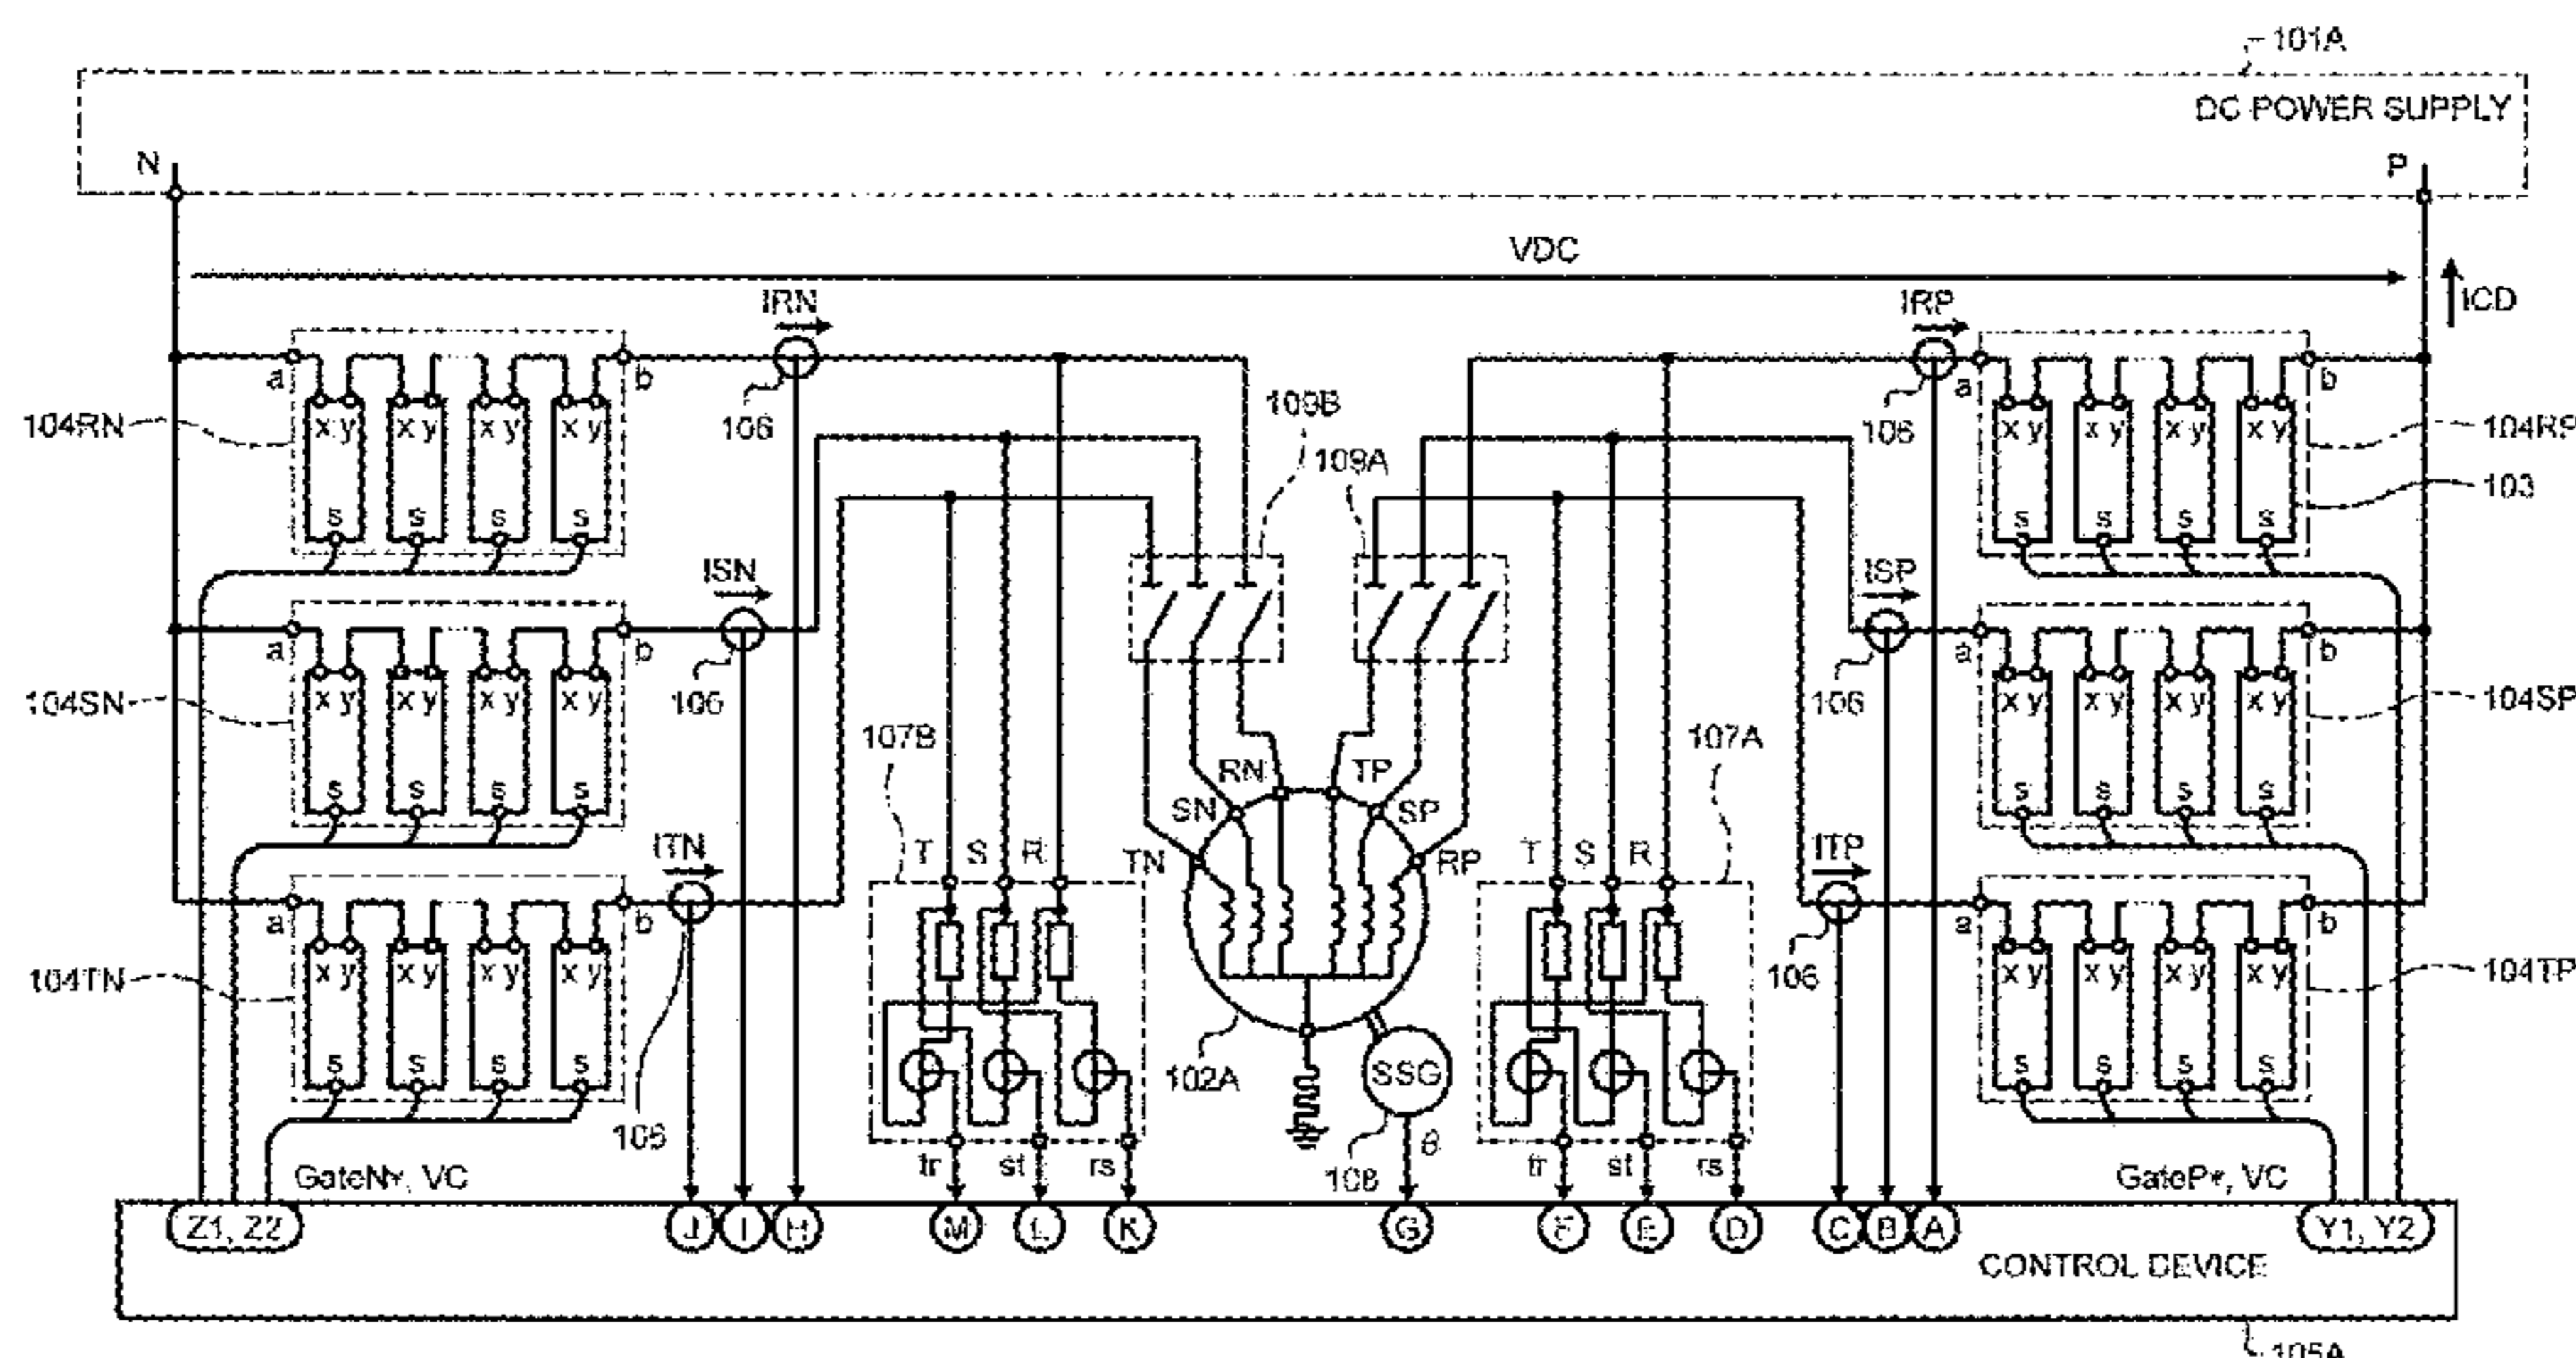 101A
DC POWER SUPPLY
N
P
VDC
IRN
IRP
ICD
a
b
106
109B
106
a
b
104RN
x y x y x y x y
x y x y x y x y
104RP
109A
103
s s s s
s s s s
ISN
ISP
a
b
106
106
a
b
104SN
x y x y x y x y
x y x y x y x y
104SP
107B
RN
TP
107A
s s s s
SN
SP
s s s s
ITN
T S R
TN
RP
T S R
ITP
a
b
106
a
b
104TN
x y x y x y x y
x y x y x y x y
104TP
s s s s
102A
SSG
s s s s
106
tr st rs
108
θ
tr st rs
GateN*, VC
GateP*, VC
Z1, Z2
J I H
M L K
G
F E D
C B A
Y1, Y2
CONTROL DEVICE
105A